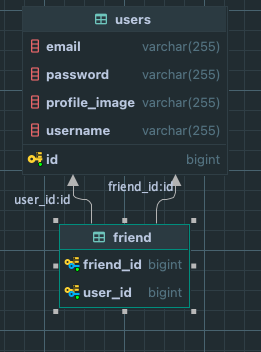 users
email varchar(255)
password varchar(255)
profile_image varchar(255)
username varchar(255)
id bigint
user_id:id
friend_id:id
friend
friend_id bigint
user_id bigint